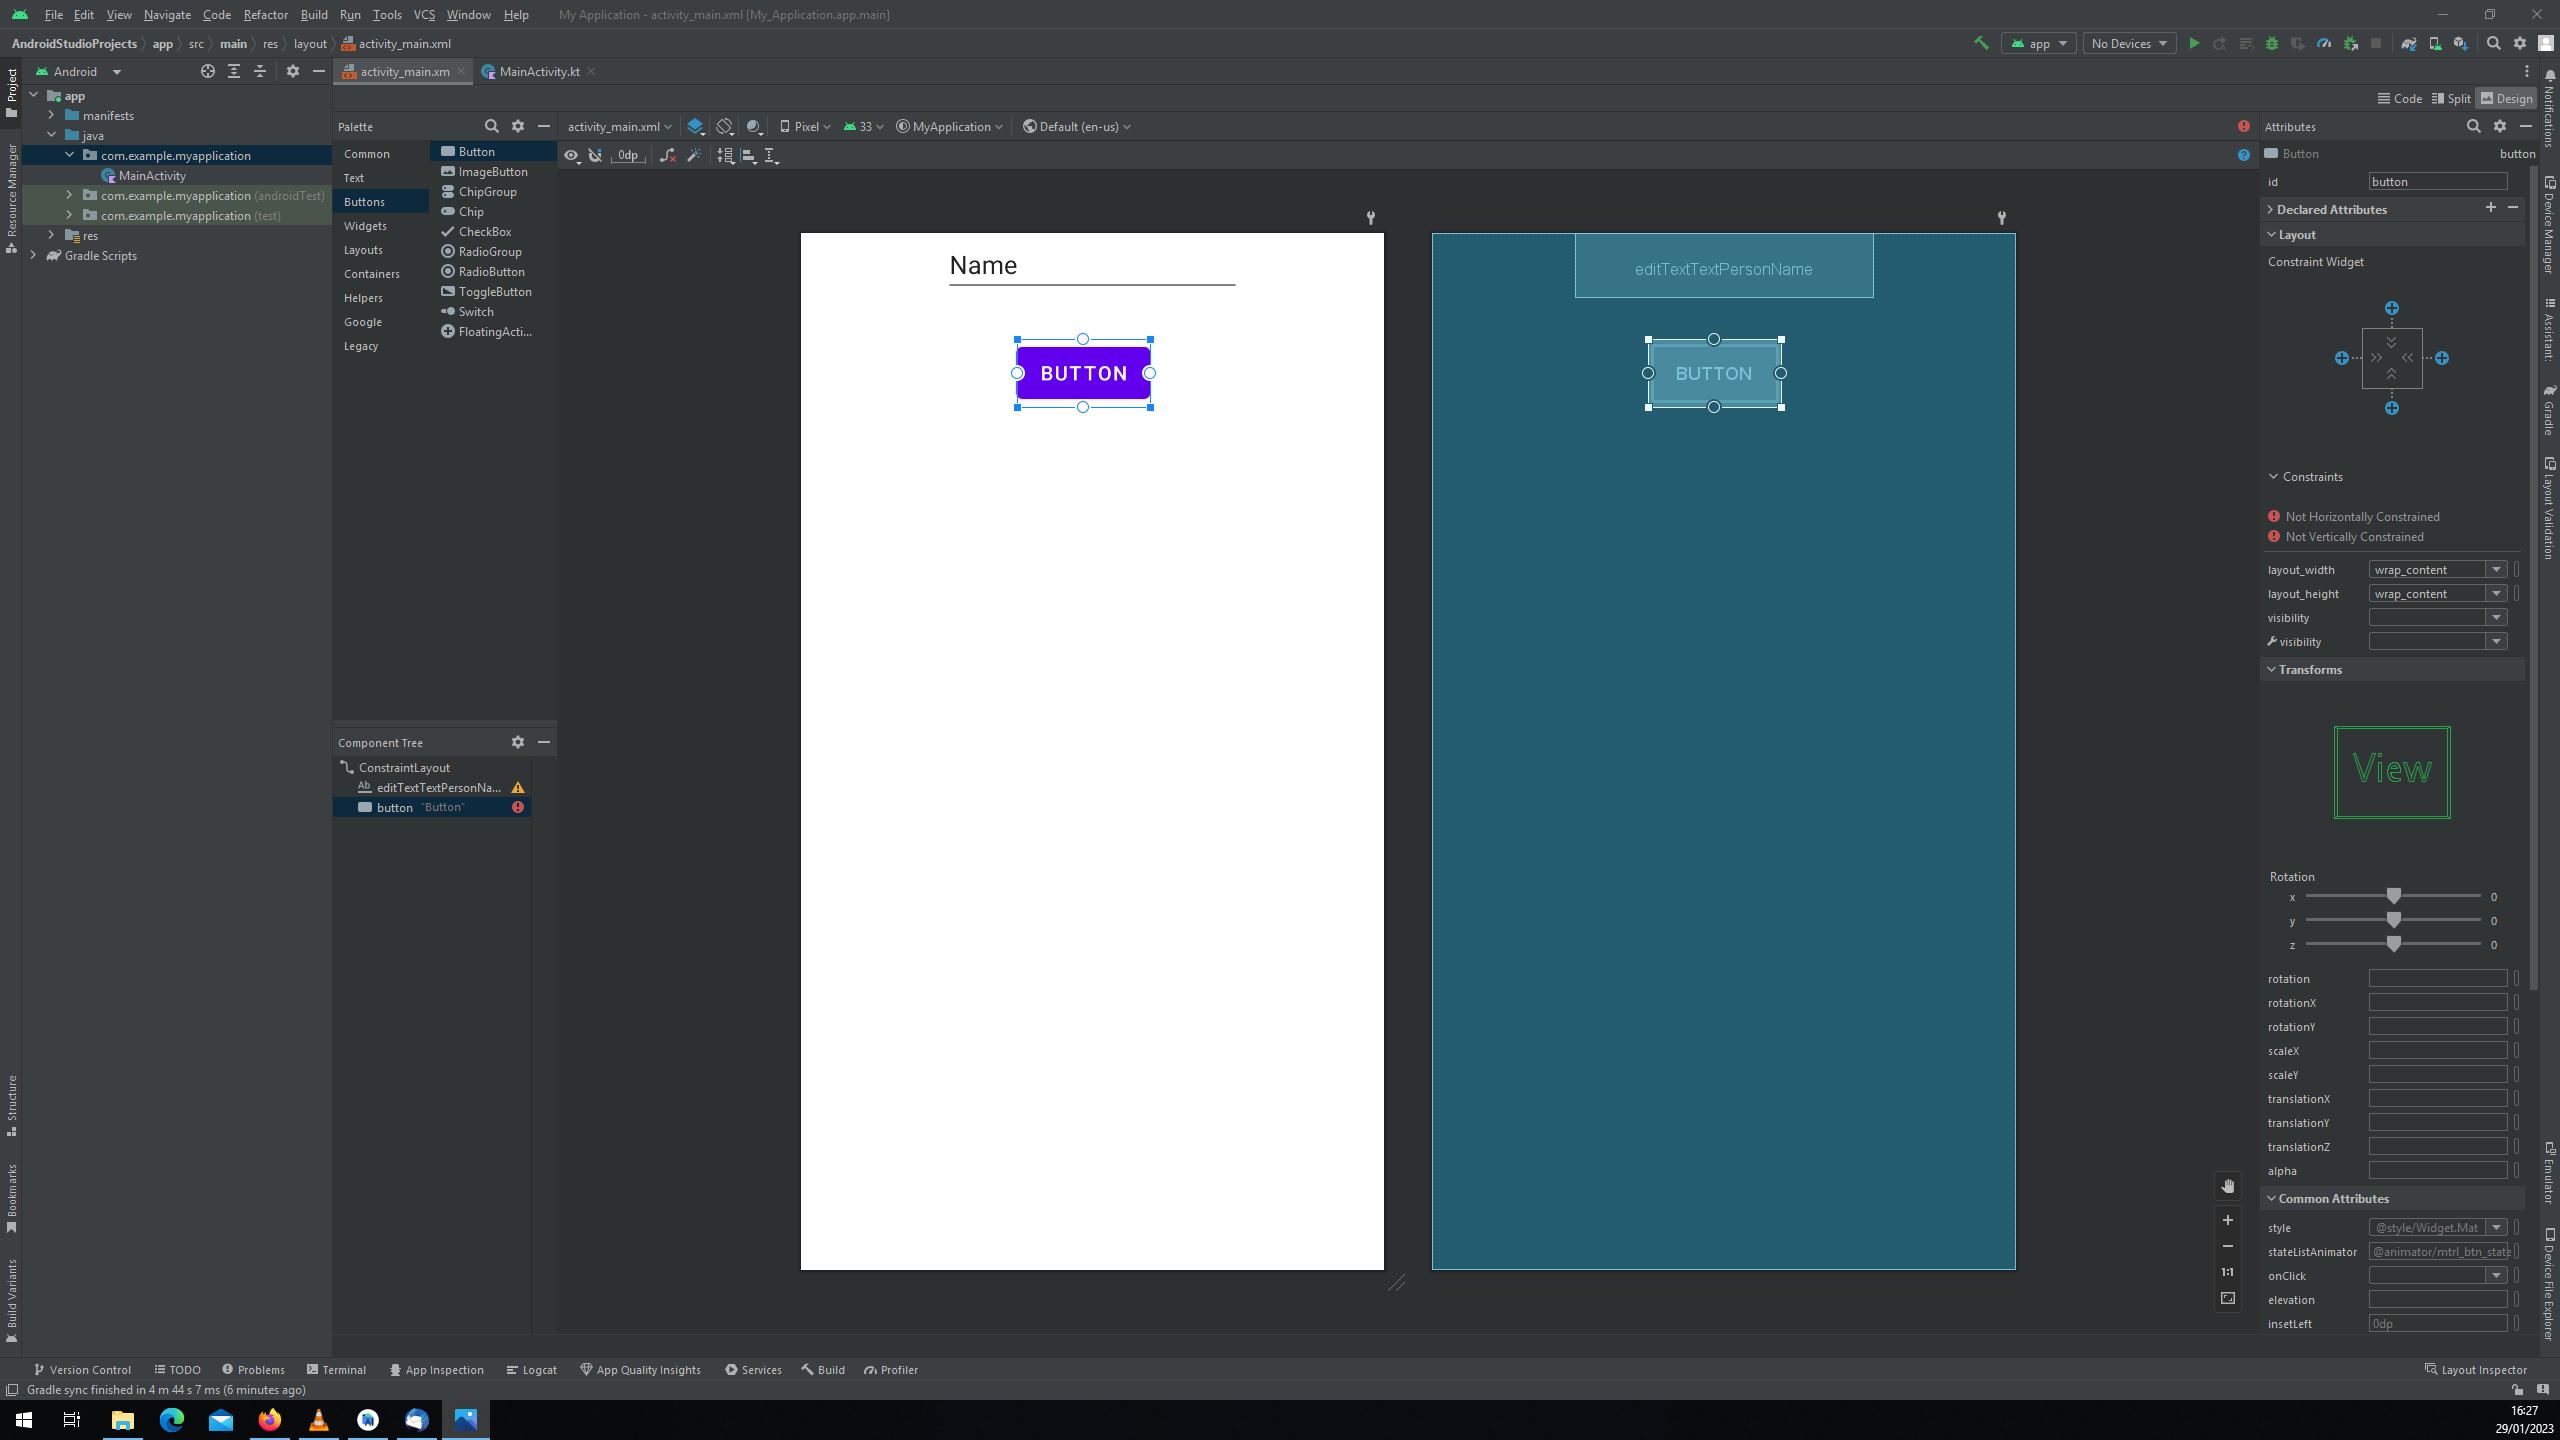 File Edit View Navigate Code Refactor Build Run Tools VCS Window Help My Application - activity_main.xml [My_Application.app.main]
AndroidStudioProjects app src main res layout activity_main.xml
app No Devices
Project
Resource Manager
Structure
Bookmarks
Build Variants
Android
app
manifests
java
com.example.myapplication
MainActivity
com.example.myapplication (androidTest)
com.example.myapplication (test)
res
Gradle Scripts
activity_main.xm MainActivity.kt
Code Split Design
Palette
Common
Text
Buttons
Widgets
Layouts
Containers
Helpers
Google
Legacy
Button
ImageButton
ChipGroup
Chip
CheckBox
RadioGroup
RadioButton
ToggleButton
Switch
FloatingActi...
activity_main.xml Pixel 33 MyApplication Default (en-us)
0dp
Name
BUTTON
editTextTextPersonName
BUTTON
Component Tree
ConstraintLayout
Ab editTextTextPersonNa...
button "Button"
1:1
Attributes
Button button
id button
Declared Attributes
Layout
Constraint Widget
Constraints
Not Horizontally Constrained
Not Vertically Constrained
layout_width wrap_content
layout_height wrap_content
visibility
visibility
Transforms
View
Rotation
x 0
y 0
z 0
rotation
rotationX
rotationY
scaleX
scaleY
translationX
translationY
translationZ
alpha
Common Attributes
style @style/Widget.Mat
stateListAnimator @animator/mtrl_btn_state
onClick
elevation
insetLeft 0dp
Notifications
Device Manager
Assistant:
Gradle
Layout Validation
Emulator
Device File Explorer
Version Control TODO Problems Terminal App Inspection Logcat App Quality Insights Services Build Profiler Layout Inspector
Gradle sync finished in 4 m 44 s 7 ms (6 minutes ago)
16:27
29/01/2023